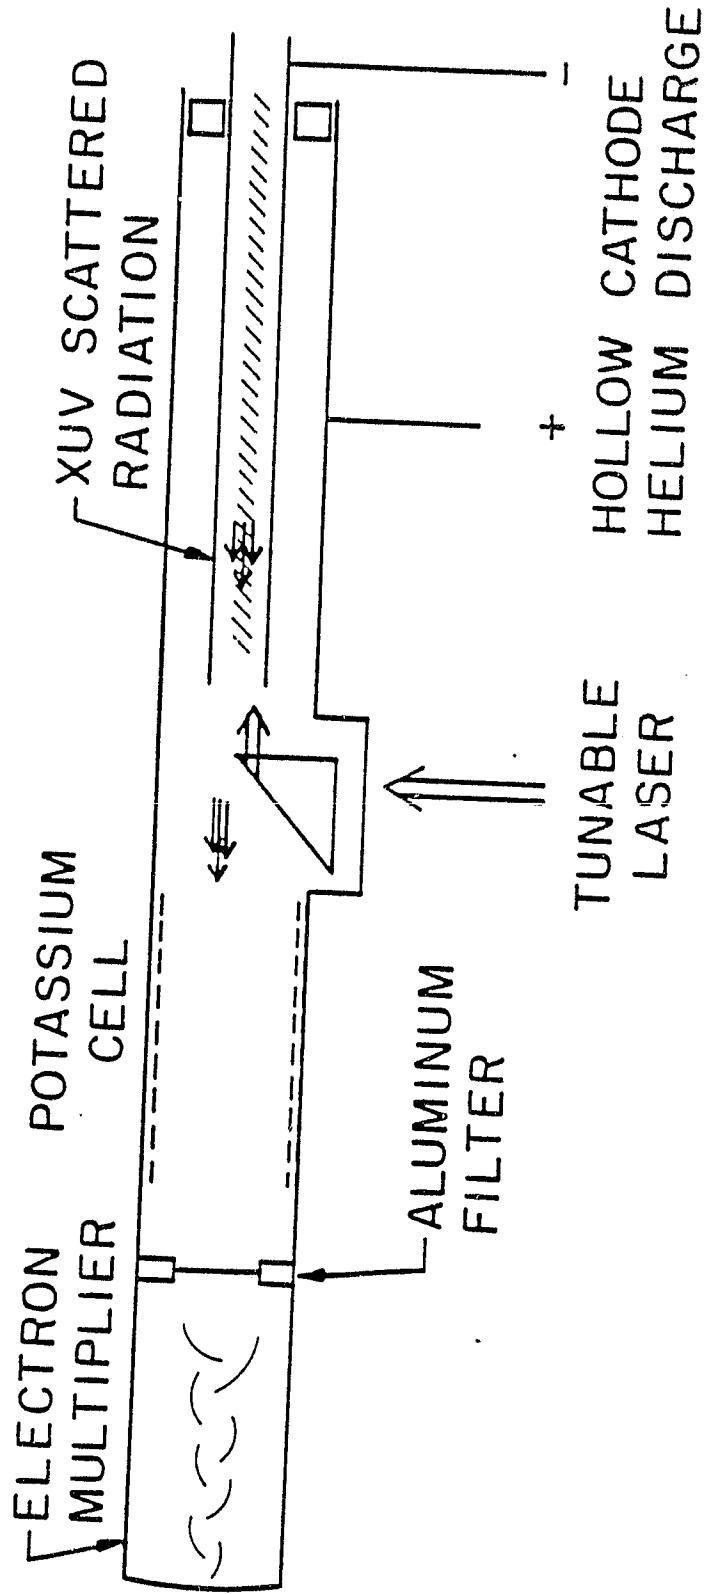 ELECTRON
MULTIPLIER
POTASSIUM
CELL
XUV SCATTERED
RADIATION
ALUMINUM
FILTER
TUNABLE
LASER
+
−
HOLLOW CATHODE
HELIUM DISCHARGE